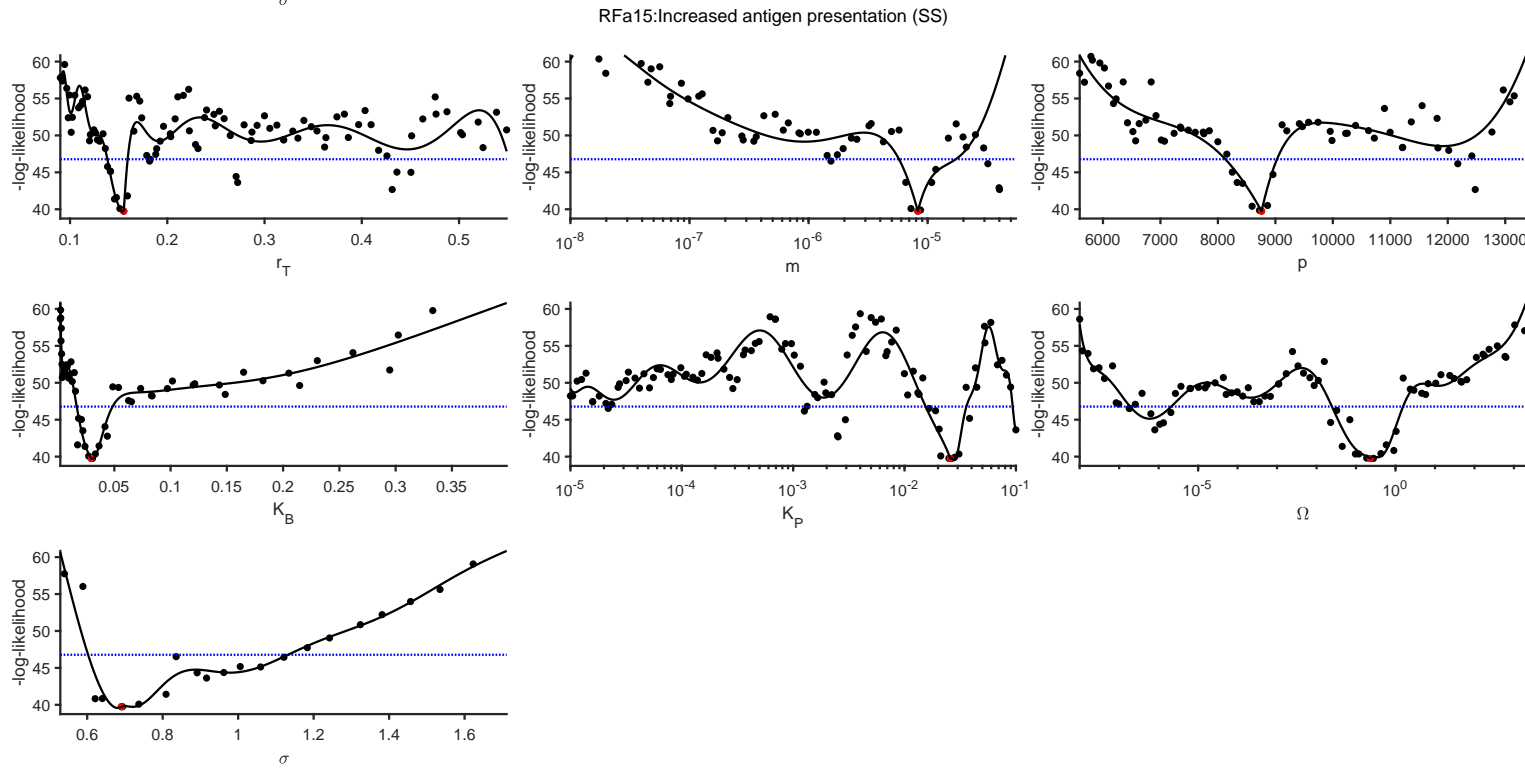 σ
RFa15:Increased antigen presentation (SS)
60
55
50
45
40
-log-likelihood
0.1 0.2 0.3 0.4 0.5
r_T
60
55
50
45
40
-log-likelihood
10^-8 10^-7 10^-6 10^-5
m
60
55
50
45
40
-log-likelihood
6000 7000 8000 9000 10000 11000 12000 13000
p
60
55
50
45
40
-log-likelihood
0.05 0.1 0.15 0.2 0.25 0.3 0.35
K_B
60
55
50
45
40
-log-likelihood
10^-5 10^-4 10^-3 10^-2 10^-1
K_P
60
55
50
45
40
-log-likelihood
10^-5 10^0
Ω
60
55
50
45
40
-log-likelihood
0.6 0.8 1 1.2 1.4 1.6
σ